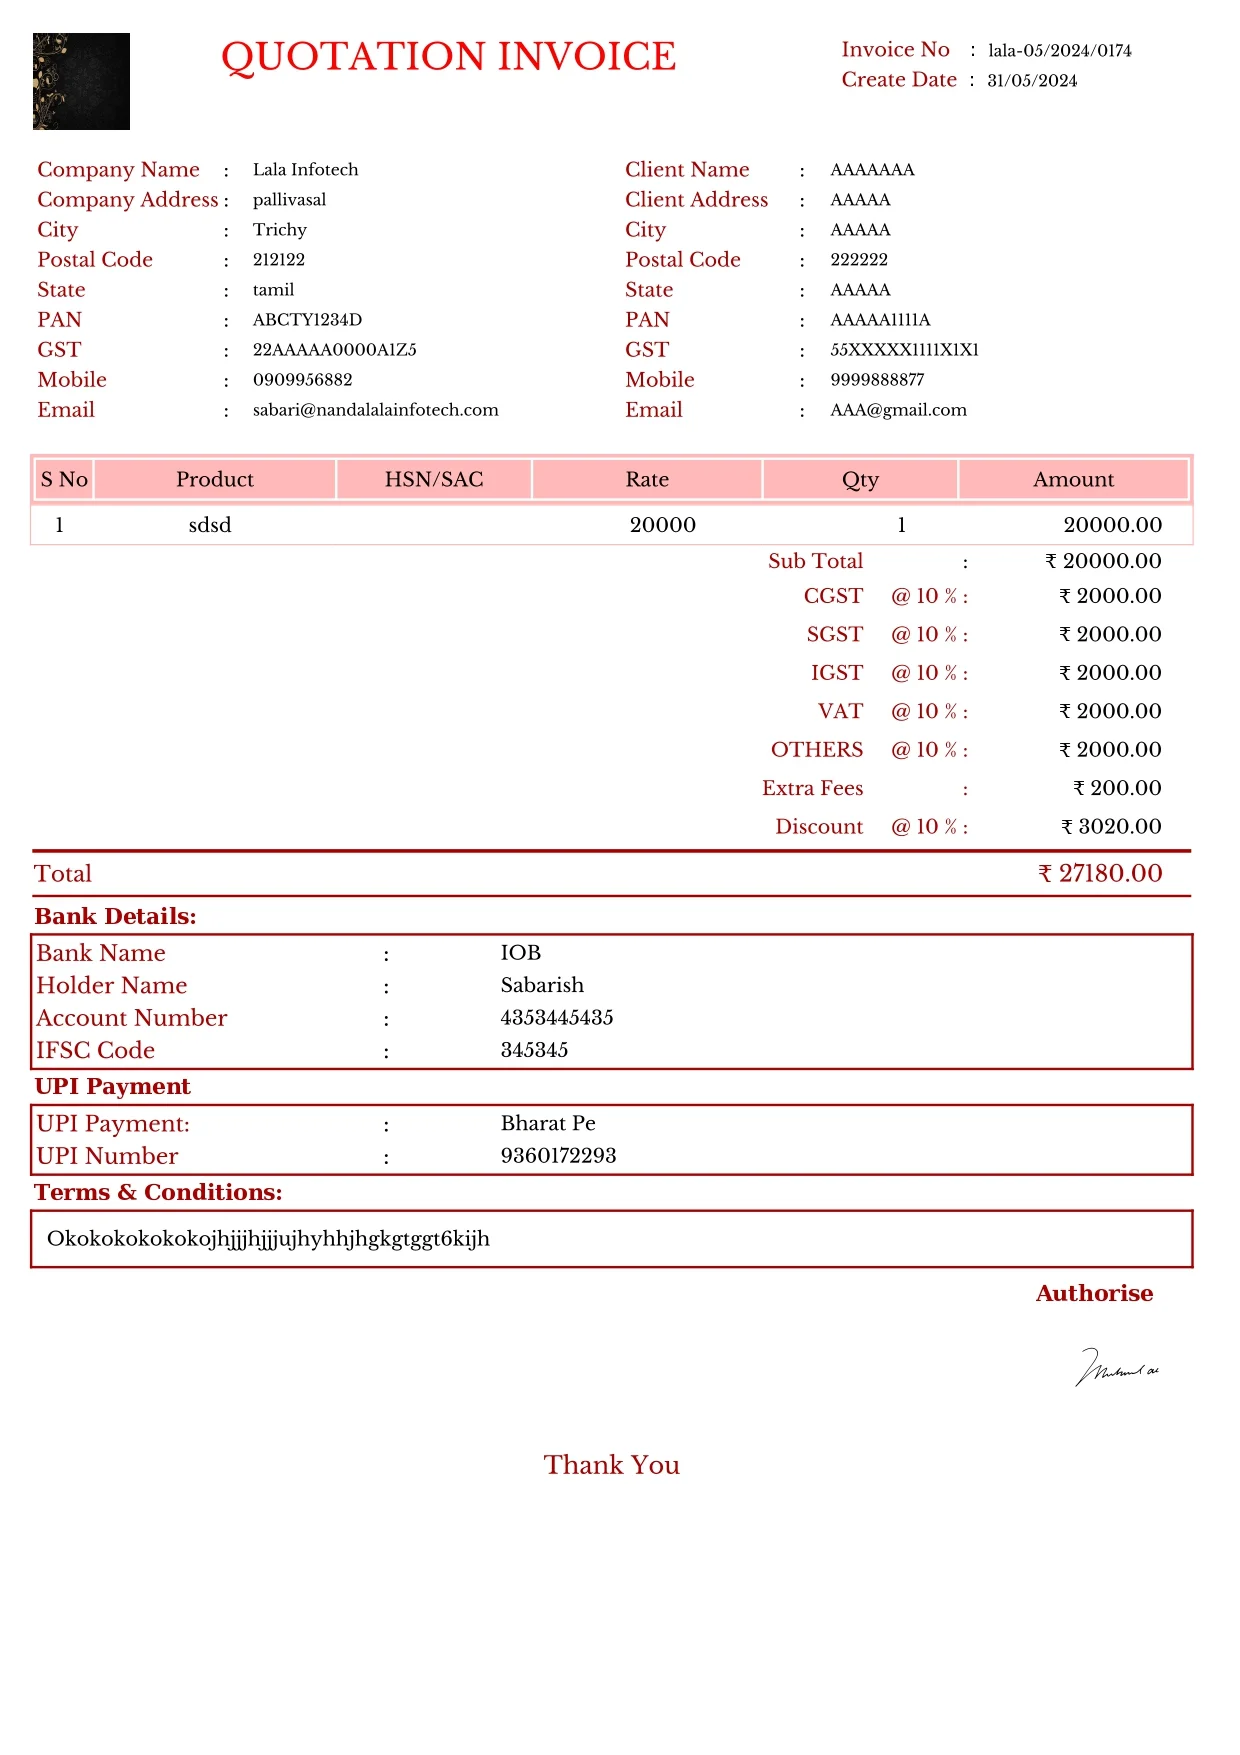 QUOTATION INVOICE
Invoice No : lala-05/2024/0174
Create Date : 31/05/2024
Company Name : Lala Infotech
Company Address : pallivasal
City : Trichy
Postal Code : 212122
State : tamil
PAN : ABCTY1234D
GST : 22AAAAA0000A1Z5
Mobile : 0909956882
Email : sabari@nandalalainfotech.com
Client Name : AAAAAAA
Client Address : AAAAA
City : AAAAA
Postal Code : 222222
State : AAAAA
PAN : AAAAA1111A
GST : 55XXXXX1111X1X1
Mobile : 9999888877
Email : AAA@gmail.com
S No Product HSN/SAC Rate Qty Amount
1 sdsd 20000 1 20000.00
Sub Total : ₹ 20000.00
CGST @ 10 % : ₹ 2000.00
SGST @ 10 % : ₹ 2000.00
IGST @ 10 % : ₹ 2000.00
VAT @ 10 % : ₹ 2000.00
OTHERS @ 10 % : ₹ 2000.00
Extra Fees : ₹ 200.00
Discount @ 10 % : ₹ 3020.00
Total ₹ 27180.00
Bank Details:
Bank Name : IOB
Holder Name : Sabarish
Account Number : 4353445435
IFSC Code : 345345
UPI Payment
UPI Payment: : Bharat Pe
UPI Number : 9360172293
Terms & Conditions:
Okokokokokokojhjjjhjjjujhyhhjhgkgtggt6kijh
Authorise
Thank You